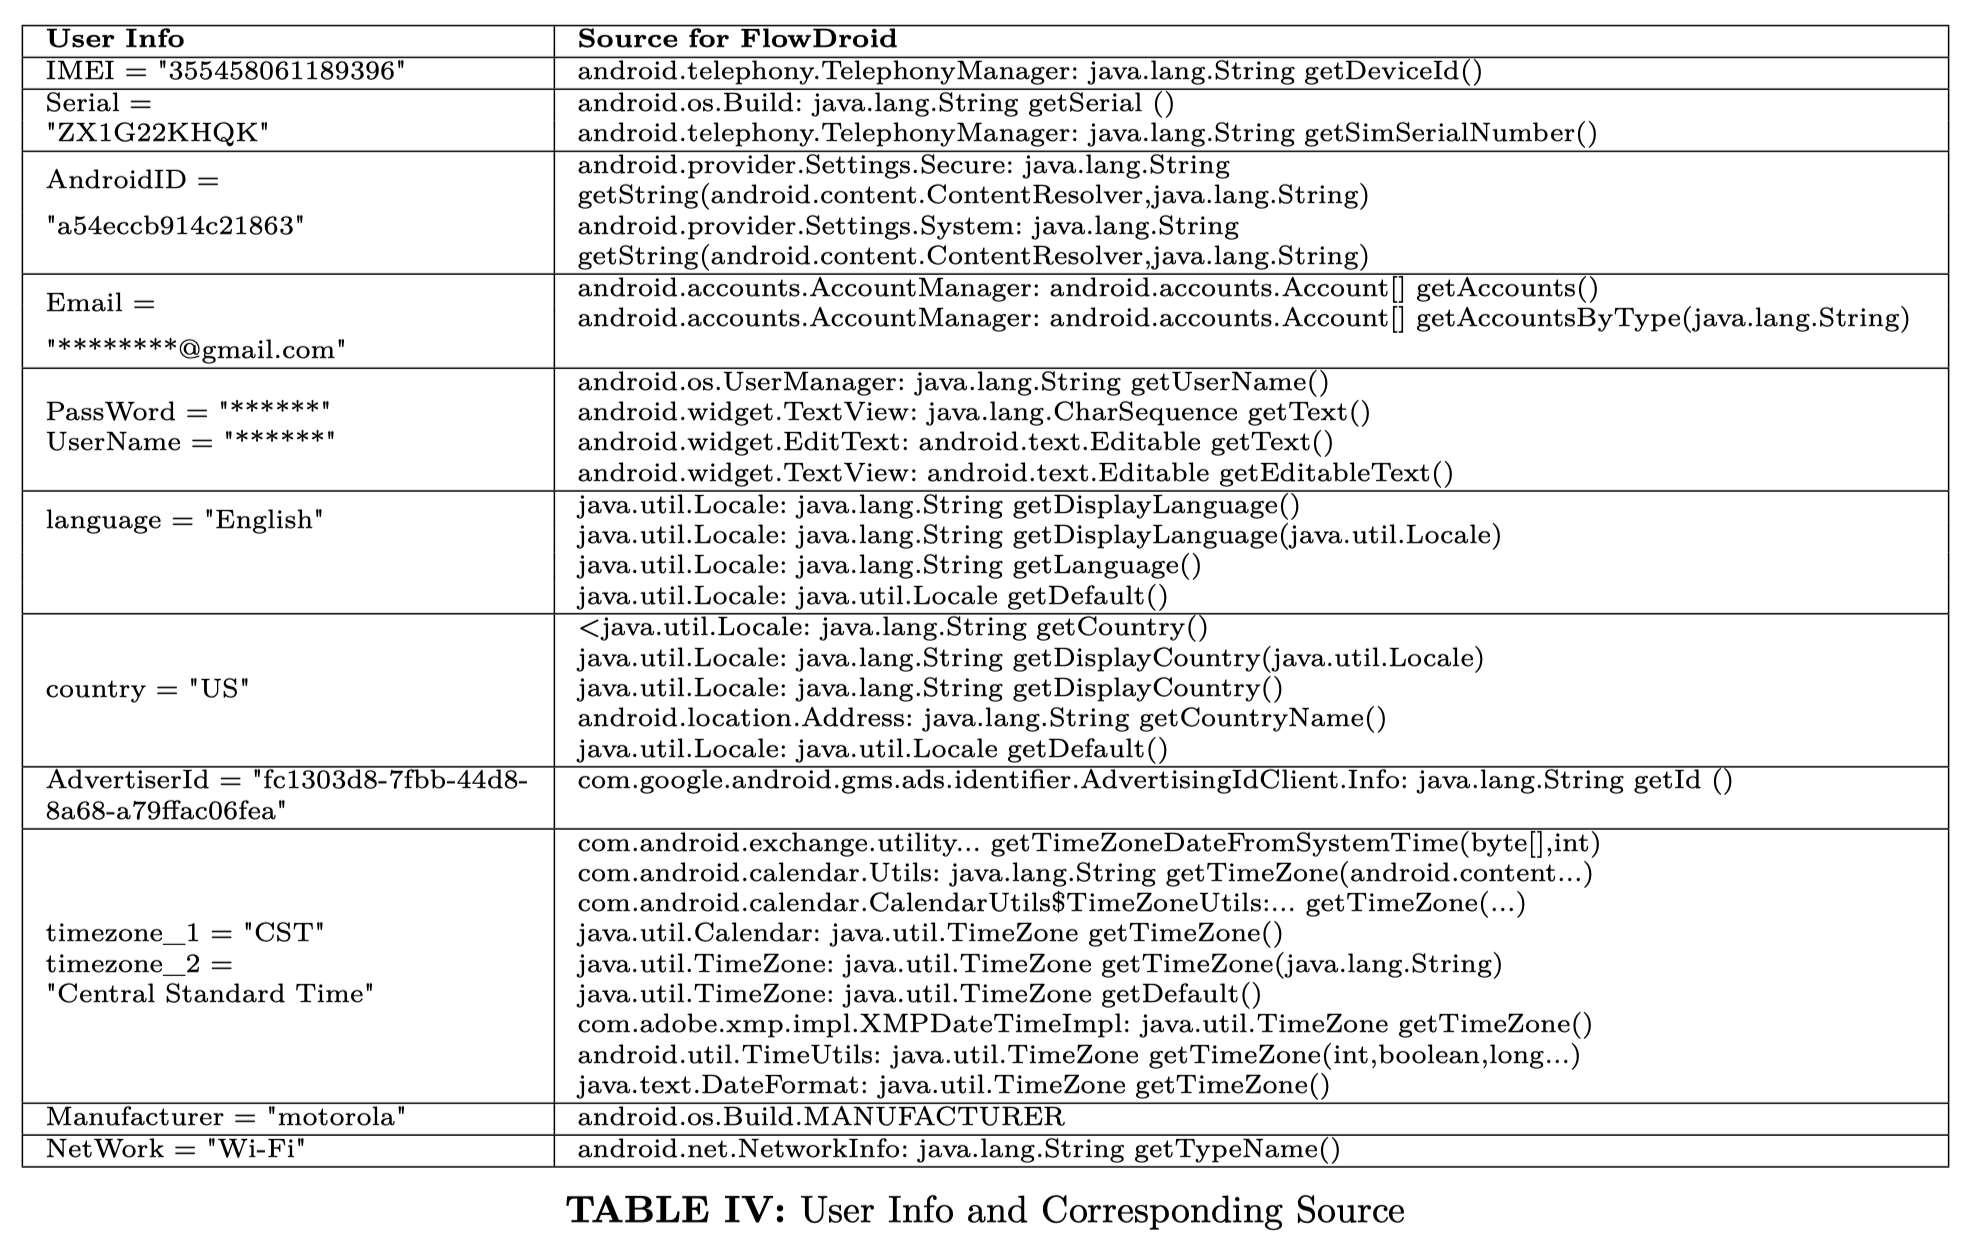 User Info
Source for FlowDroid
IMEI = "355458061189396"
android.telephony.TelephonyManager: java.lang.String getDeviceId()
Serial =
"ZX1G22KHQK"
android.os.Build: java.lang.String getSerial ()
android.telephony.TelephonyManager: java.lang.String getSimSerialNumber()
AndroidID =
"a54eccb914c21863"
android.provider.Settings.Secure: java.lang.String
getString(android.content.ContentResolver,java.lang.String)
android.provider.Settings.System: java.lang.String
getString(android.content.ContentResolver,java.lang.String)
Email =
"*********@gmail.com"
android.accounts.AccountManager: android.accounts.Account[] getAccounts()
android.accounts.AccountManager: android.accounts.Account[] getAccountsByType(java.lang.String)
PassWord = "******"
UserName = "******"
android.os.UserManager: java.lang.String getUserName()
android.widget.TextView: java.lang.CharSequence getText()
android.widget.EditText: android.text.Editable getText()
android.widget.TextView: android.text.Editable getEditableText()
language = "English"
java.util.Locale: java.lang.String getDisplayLanguage()
java.util.Locale: java.lang.String getDisplayLanguage(java.util.Locale)
java.util.Locale: java.lang.String getLanguage()
java.util.Locale: java.util.Locale getDefault()
country = "US"
<java.util.Locale: java.lang.String getCountry()
java.util.Locale: java.lang.String getDisplayCountry(java.util.Locale)
java.util.Locale: java.lang.String getDisplayCountry()
android.location.Address: java.lang.String getCountryName()
java.util.Locale: java.util.Locale getDefault()
AdvertiserId = "fc1303d8-7fbb-44d8-
8a68-a79ffac06fea"
com.google.android.gms.ads.identifier.AdvertisingIdClient.Info: java.lang.String getId ()
timezone_1 = "CST"
timezone_2 =
"Central Standard Time"
com.android.exchange.utility... getTimeZoneDateFromSystemTime(byte[],int)
com.android.calendar.Utils: java.lang.String getTimeZone(android.content...)
com.android.calendar.CalendarUtils$TimeZoneUtils:... getTimeZone(...)
java.util.Calendar: java.util.TimeZone getTimeZone()
java.util.TimeZone: java.util.TimeZone getTimeZone(java.lang.String)
java.util.TimeZone: java.util.TimeZone getDefault()
com.adobe.xmp.impl.XMPDateTimeImpl: java.util.TimeZone getTimeZone()
android.util.TimeUtils: java.util.TimeZone getTimeZone(int,boolean,long...)
java.text.DateFormat: java.util.TimeZone getTimeZone()
Manufacturer = "motorola"
android.os.Build.MANUFACTURER
NetWork = "Wi-Fi"
android.net.NetworkInfo: java.lang.String getTypeName()
TABLE IV: User Info and Corresponding Source